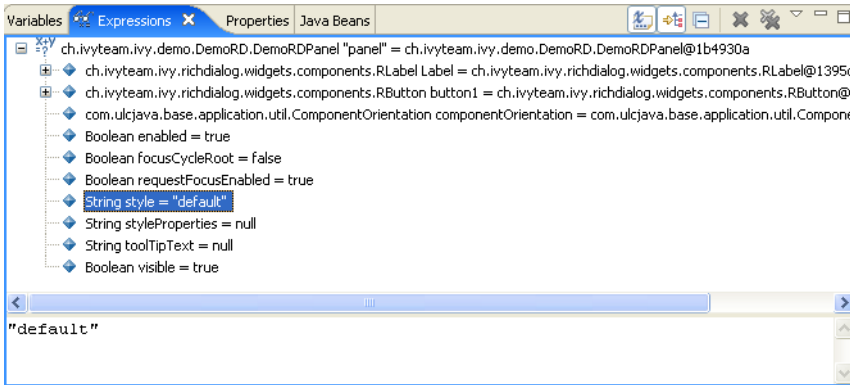 Variables Expressions Properties Java Beans
X+Y =? ch.ivyteam.ivy.demo.DemoRD.DemoRDPanel "panel" = ch.ivyteam.ivy.demo.DemoRD.DemoRDPanel@1b4930a
ch.ivyteam.ivy.richdialog.widgets.components.RLabel Label = ch.ivyteam.ivy.richdialog.widgets.components.RLabel@1395
ch.ivyteam.ivy.richdialog.widgets.components.RButton button1 = ch.ivyteam.ivy.richdialog.widgets.components.RButton@
com.ulcjava.base.application.util.ComponentOrientation componentOrientation = com.ulcjava.base.application.util.Compone
Boolean enabled = true
Boolean focusCycleRoot = false
Boolean requestFocusEnabled = true
String style = "default"
String styleProperties = null
String toolTipText = null
Boolean visible = true
"default"